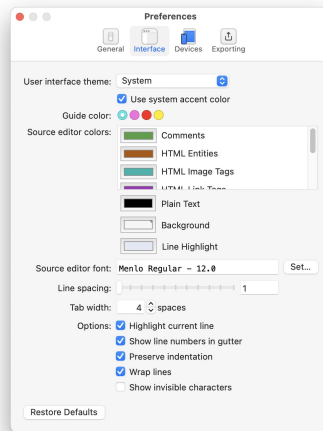 Preferences
General Interface Devices Exporting
User interface theme: System
Use system accent color
Guide color:
Source editor colors:
Comments
HTML Entities
HTML Image Tags
HTML Link Tags
Plain Text
Background
Line Highlight
Source editor font: Menlo Regular – 12.0 Set...
Line spacing: 1
Tab width: 4 spaces
Options: Highlight current line
Show line numbers in gutter
Preserve indentation
Wrap lines
Show invisible characters
Restore Defaults